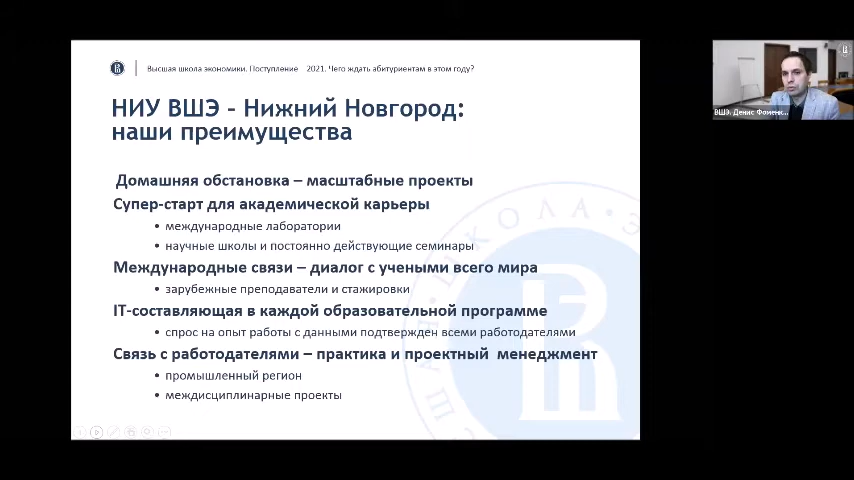 Высшая школа экономики. Поступление 2021. Чего ждать абитуриентам в этом году?
НИУ ВШЭ – Нижний Новгород:
наши преимущества
Домашняя обстановка – масштабные проекты
Супер-старт для академической карьеры
• международные лаборатории
• научные школы и постоянно действующие семинары
Международные связи – диалог с учеными всего мира
• зарубежные преподаватели и стажировки
IT-составляющая в каждой образовательной программе
• спрос на опыт работы с данными подтвержден всеми работодателями
Связь с работодателями – практика и проектный менеджмент
• промышленный регион
• междисциплинарные проекты
ВШЭ. Денис Фоменк...